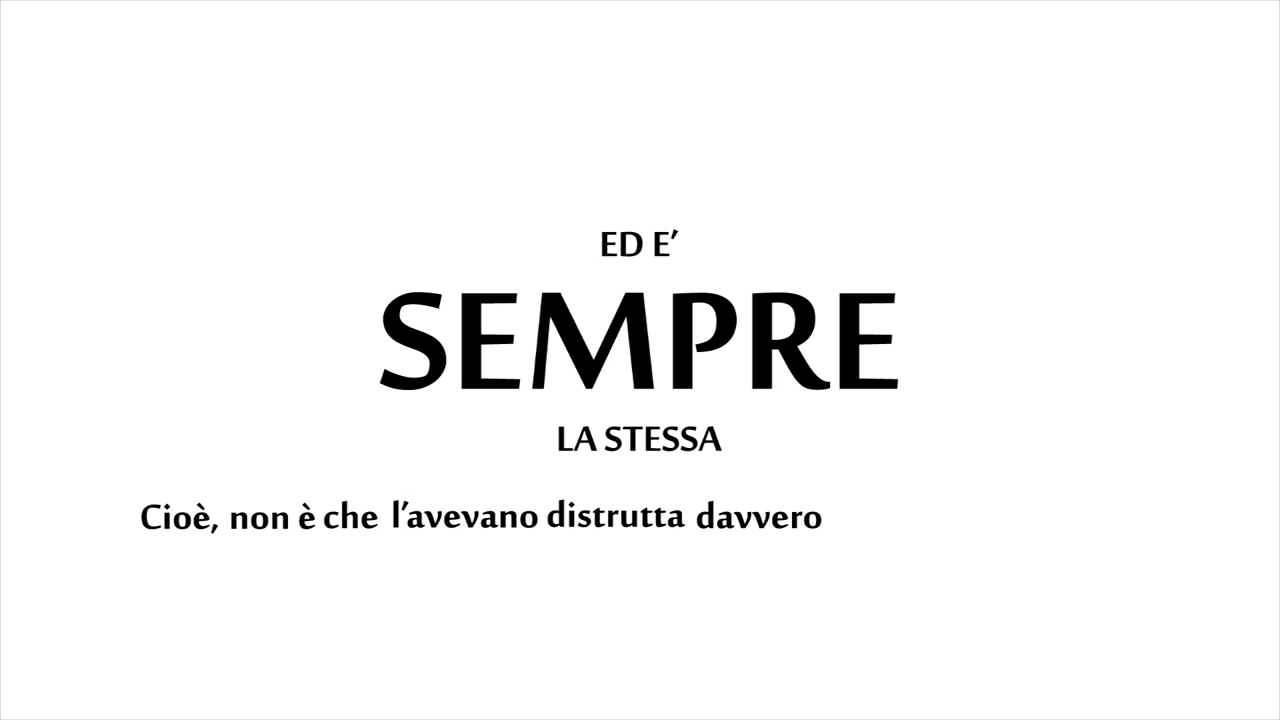 ED E’
SEMPRE
LA STESSA
Cioè, non è che l’avevano distrutta davvero